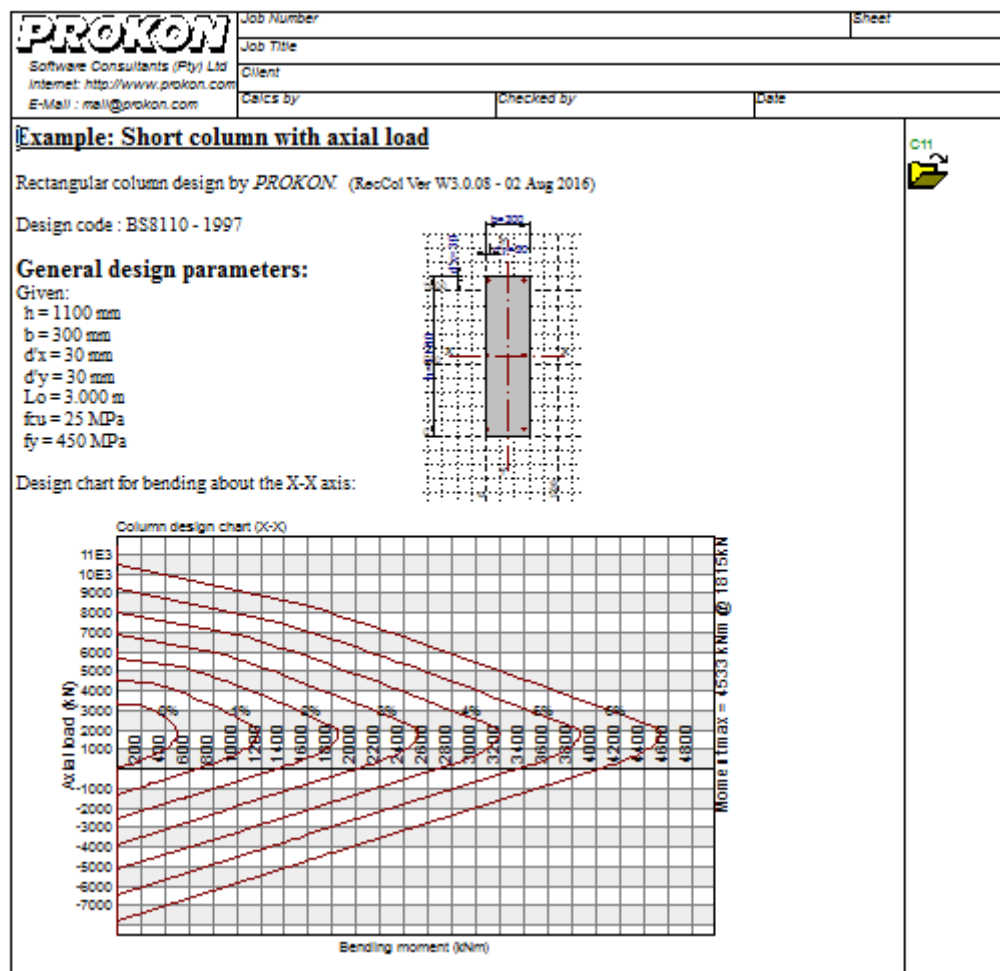 PROKON
Software Consultants (Pty) Ltd
Internet: http://www.prokon.com
E-Mail : mail@prokon.com
Job Number
Sheet
Job Title
Client
Calcs by
Checked by
Date
Example: Short column with axial load
C11
Rectangular column design by PROKON. (RecCol Ver W3.0.08 - 02 Aug 2016)
Design code : BS8110 - 1997
General design parameters:
Given:
h = 1100 mm
b = 300 mm
d'x = 30 mm
d'y = 30 mm
Lo = 3.000 m
fcu = 25 MPa
fy = 450 MPa
b=300
X
X
Design chart for bending about the X-X axis:
Column design chart (X-X)
11E3
10E3
9000
8000
7000
6000
5000
4000
3000
2000
1000
-1000
-2000
-3000
-4000
-5000
-6000
-7000
Axial load (kN)
0% 1% 2% 3% 4% 5% 6%
200 400 600 800 1000 1200 1400 1600 1800 2000 2200 2400 2600 2800 3000 3200 3400 3600 3800 4000 4200 4400 4600 4800
Moment max = 4533 kNm @ 1815kN
Bending moment (kNm)